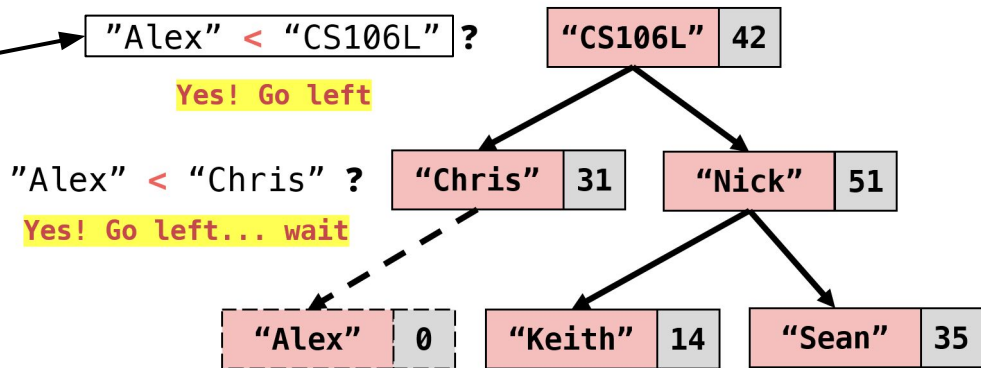 ”Alex” < “CS106L” ?
“CS106L” 42
Yes! Go left
”Alex” < “Chris” ?
“Chris” 31
“Nick” 51
Yes! Go left... wait
“Alex” 0
“Keith” 14
“Sean” 35